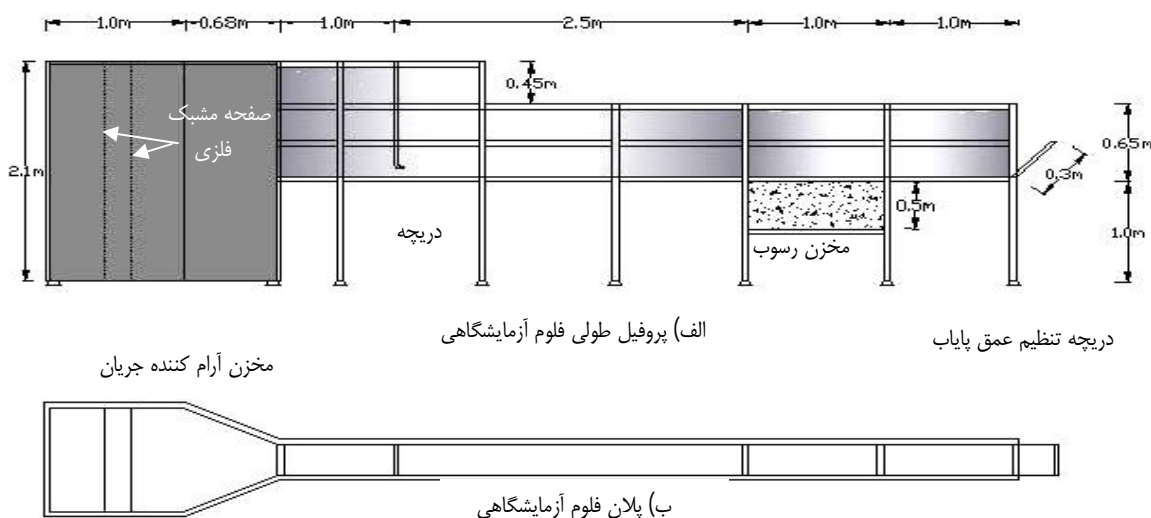 1.0m 0.68m 1.0m 2.5m 1.0m 1.0m
0.45m
صفحه مشبک
فلزی
2.1m
0.65m
0.3m
0.5m
دریچه
مخزن رسوب
1.0m
الف) پروفیل طولی فلوم آزمایشگاهی
دریچه تنظیم عمق پایاب
مخزن آرام کننده جریان
ب) پلان فلوم آزمایشگاهی